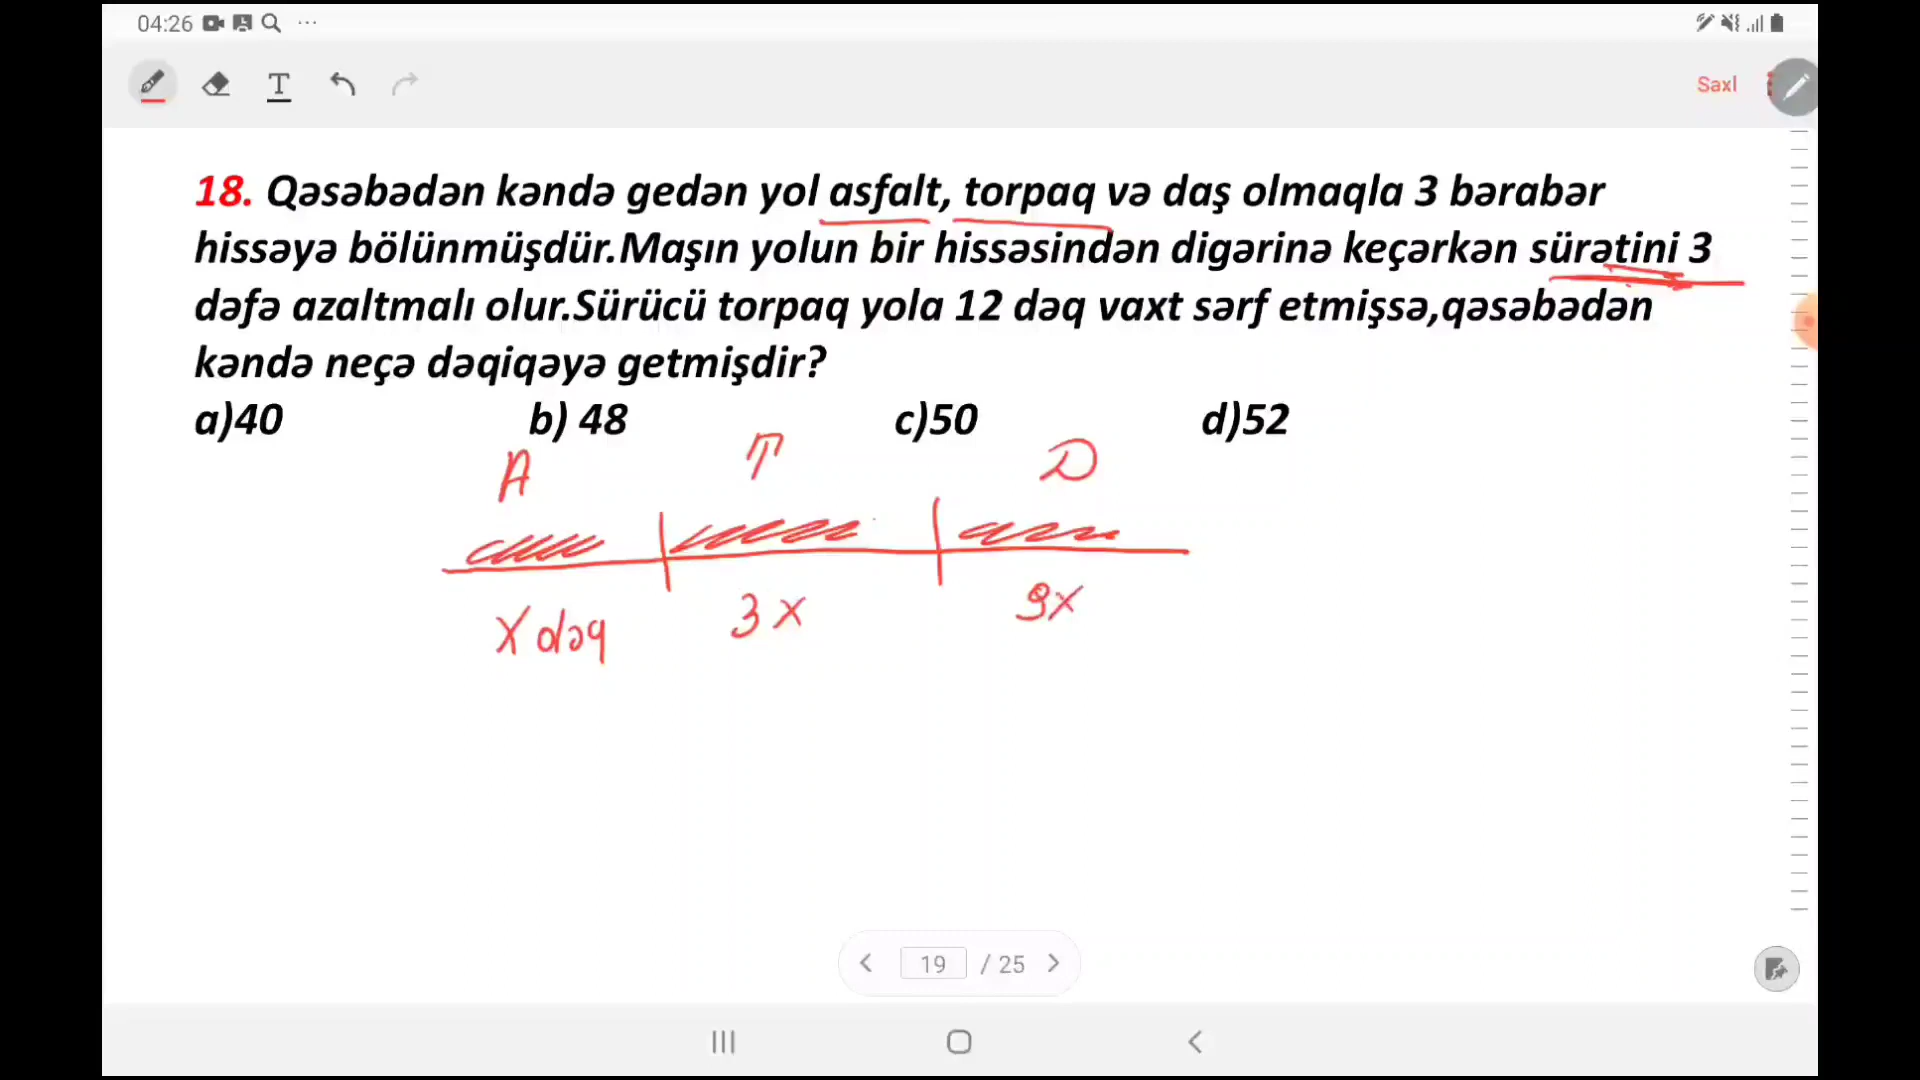 04:26
T
Saxl
18. Qəsəbədən kəndə gedən yol asfalt, torpaq və daş olmaqla 3 bərabər
hissəyə bölünmüşdür.Maşın yolun bir hissəsindən digərinə keçərkən sürətini 3
dəfə azaltmalı olur.Sürücü torpaq yola 12 dəq vaxt sərf etmişsə,qəsəbədən
kəndə neçə dəqiqəyə getmişdir?
a)40 b) 48 c)50 d)52
A T D
X dəq 3x 9x
19 / 25